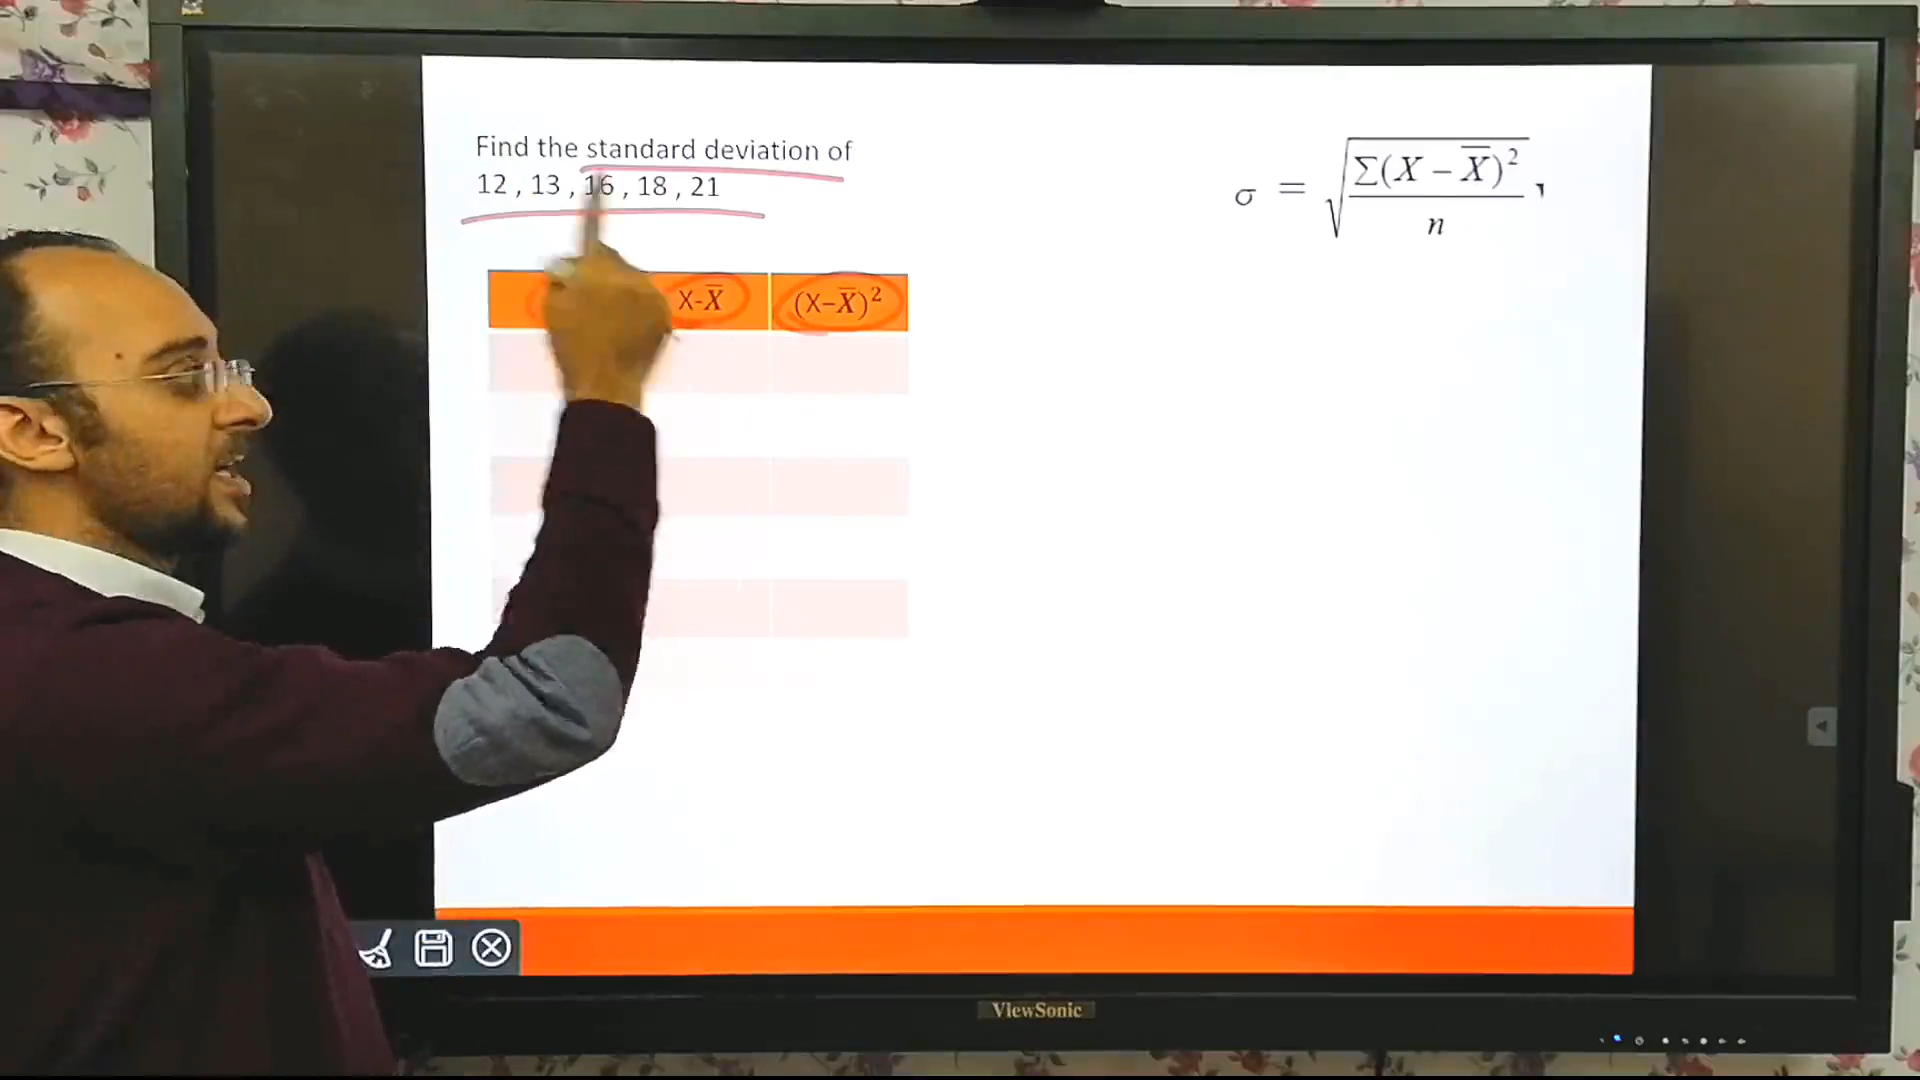 Find the standard deviation of
12 , 13 , 16 , 18 , 21
σ = √(∑(X − X̅)² / n) ,
X-X̅
(X−X̅)²
ViewSonic